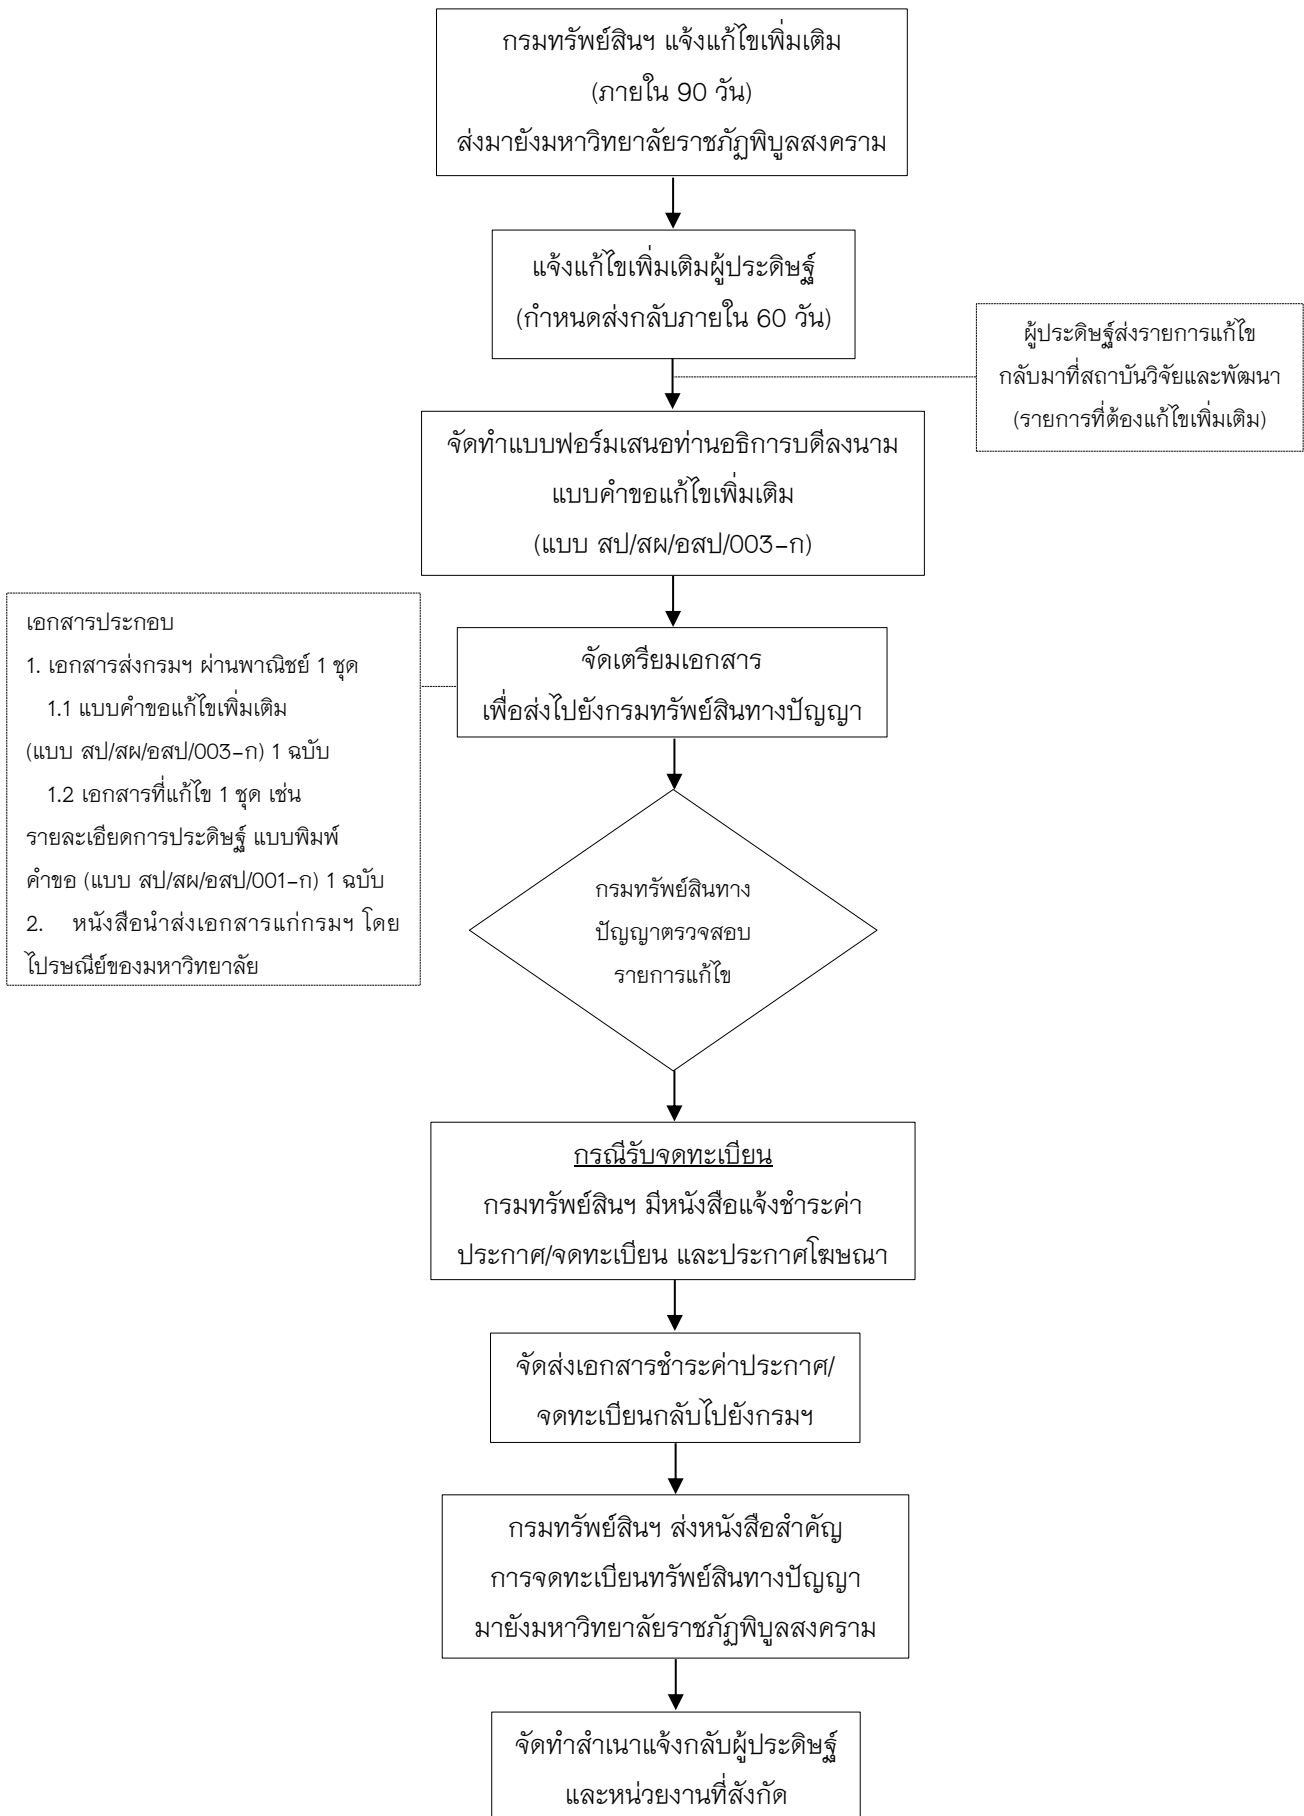 กรมทรัพย์สินฯ แจ้งแก้ไขเพิ่มเติม
(ภายใน 90 วัน)
ส่งมายังมหาวิทยาลัยราชภัฏพิบูลสงคราม
แจ้งแก้ไขเพิ่มเติมผู้ประดิษฐ์
(กำหนดส่งกลับภายใน 60 วัน)
ผู้ประดิษฐ์ส่งรายการแก้ไข
กลับมาที่สถาบันวิจัยและพัฒนา
(รายการที่ต้องแก้ไขเพิ่มเติม)
จัดทำแบบฟอร์มเสนอท่านอธิการบดีลงนาม
แบบคำขอแก้ไขเพิ่มเติม
(แบบ สป/สผ/อสป/003-ก)
เอกสารประกอบ
1. เอกสารส่งกรมฯ ผ่านพาณิชย์ 1 ชุด
1.1 แบบคำขอแก้ไขเพิ่มเติม
(แบบ สป/สผ/อสป/003-ก) 1 ฉบับ
1.2 เอกสารที่แก้ไข 1 ชุด เช่น
รายละเอียดการประดิษฐ์ แบบพิมพ์
คำขอ (แบบ สป/สผ/อสป/001-ก) 1 ฉบับ
2. หนังสือนำส่งเอกสารแก่กรมฯ โดย
ไปรษณีย์ของมหาวิทยาลัย
จัดเตรียมเอกสาร
เพื่อส่งไปยังกรมทรัพย์สินทางปัญญา
กรมทรัพย์สินทาง
ปัญญาตรวจสอบ
รายการแก้ไข
กรณีรับจดทะเบียน
กรมทรัพย์สินฯ มีหนังสือแจ้งชำระค่า
ประกาศ/จดทะเบียน และประกาศโฆษณา
จัดส่งเอกสารชำระค่าประกาศ/
จดทะเบียนกลับไปยังกรมฯ
กรมทรัพย์สินฯ ส่งหนังสือสำคัญ
การจดทะเบียนทรัพย์สินทางปัญญา
มายังมหาวิทยาลัยราชภัฏพิบูลสงคราม
จัดทำสำเนาแจ้งกลับผู้ประดิษฐ์
และหน่วยงานที่สังกัด